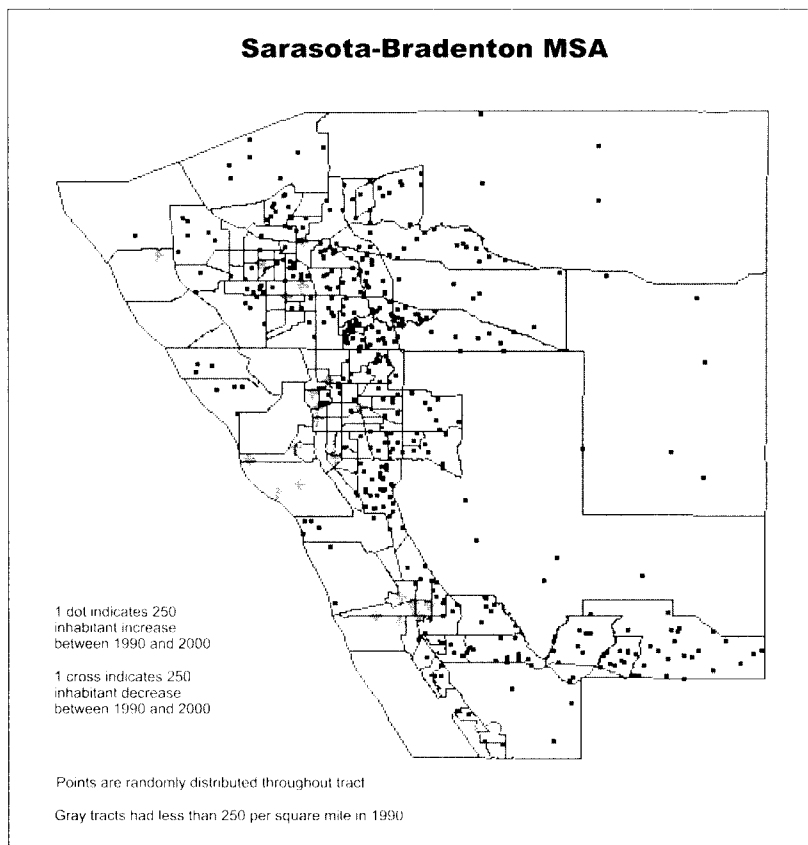 Sarasota-Bradenton MSA
1 dot indicates 250
inhabitant increase
between 1990 and 2000
1 cross indicates 250
inhabitant decrease
between 1990 and 2000
Points are randomly distributed throughout tract
Gray tracts had less than 250 per square mile in 1990